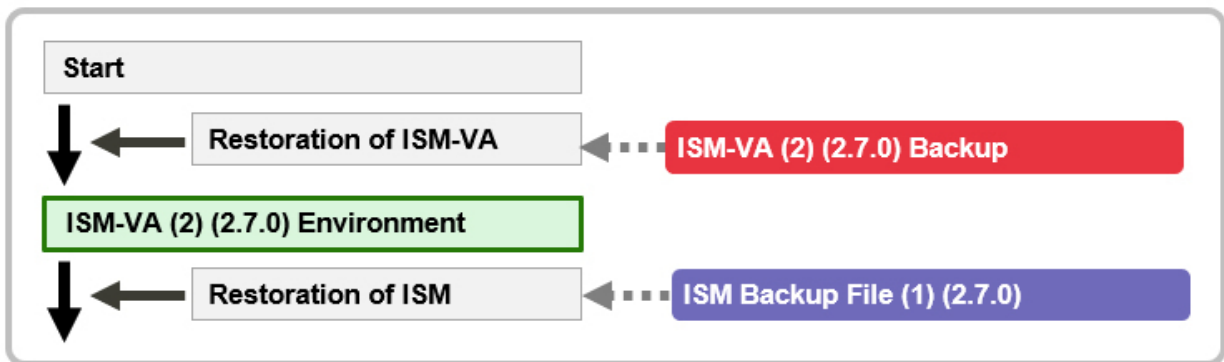 Start
Restoration of ISM-VA
ISM-VA (2) (2.7.0) Backup
ISM-VA (2) (2.7.0) Environment
Restoration of ISM
ISM Backup File (1) (2.7.0)